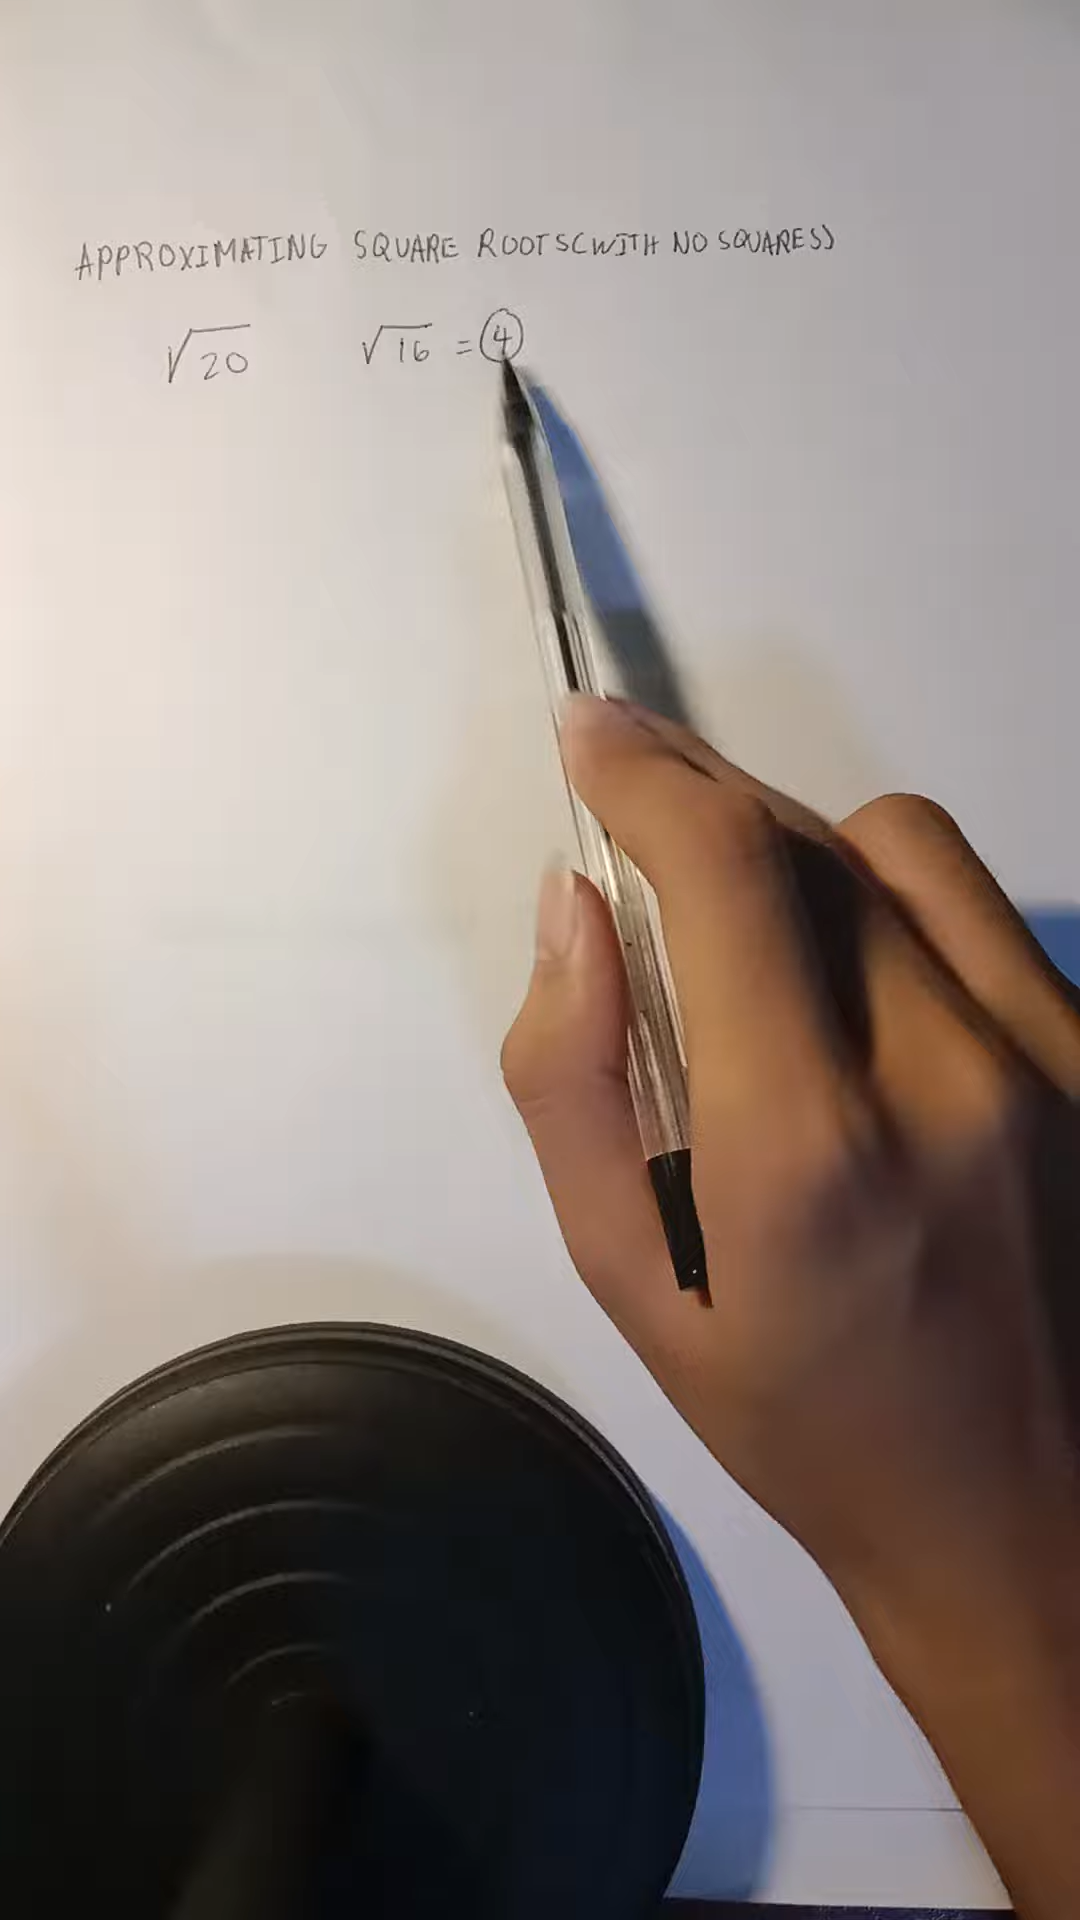 APPROXIMATING SQUARE ROOTS(WITH NO SQUARES)
√20 √16 = 4